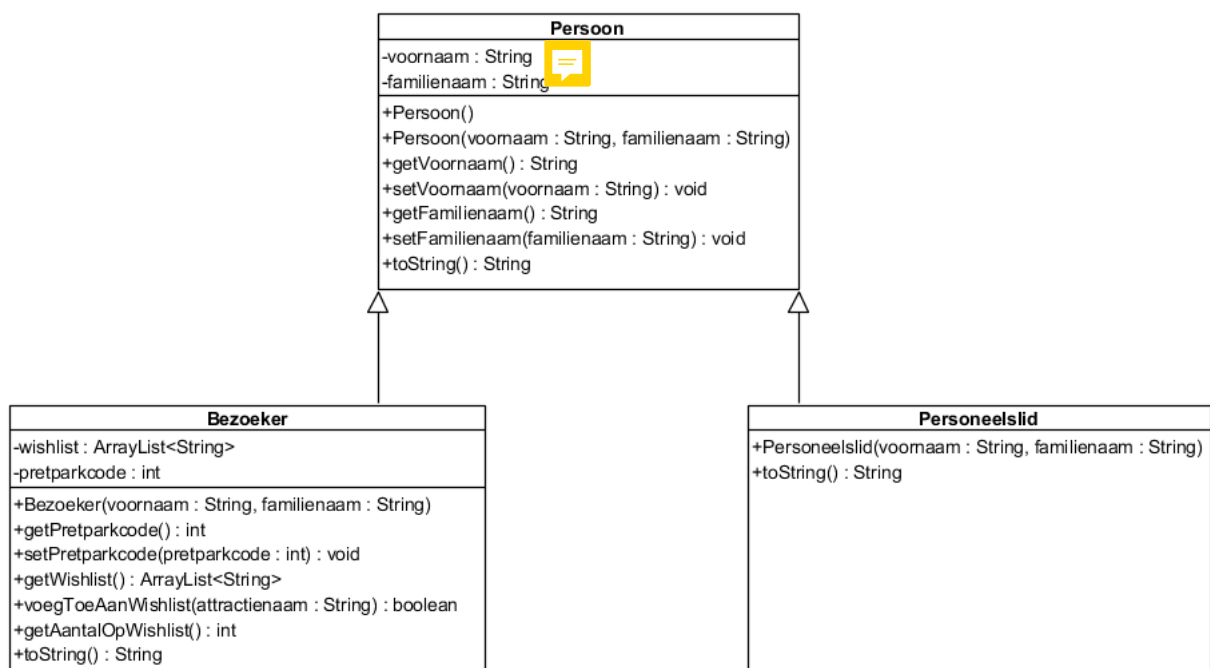 Persoon
-voornaam : String
-familienaam : String
+Persoon()
+Persoon(voornaam : String, familienaam : String)
+getVoornaam() : String
+setVoornaam(voornaam : String) : void
+getFamilienaam() : String
+setFamilienaam(familienaam : String) : void
+toString() : String
Bezoeker
-wishlist : ArrayList<String>
-pretparkcode : int
+Bezoeker(voornaam : String, familienaam : String)
+getPretparkcode() : int
+setPretparkcode(pretparkcode : int) : void
+getWishlist() : ArrayList<String>
+voegToeAanWishlist(attractienaam : String) : boolean
+getAantalOpWishlist() : int
+toString() : String
Personeelslid
+Personeelslid(voornaam : String, familienaam : String)
+toString() : String